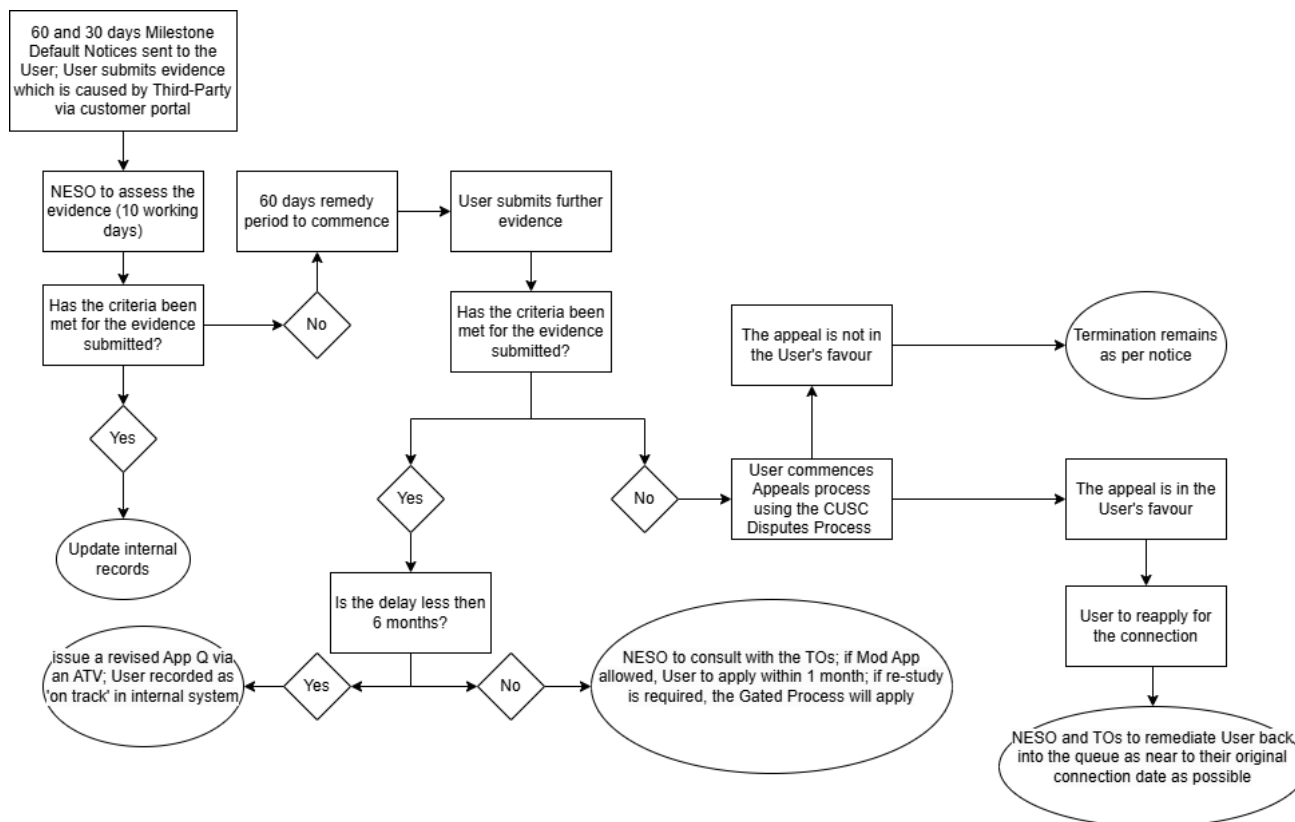 60 and 30 days Milestone
Default Notices sent to the
User; User submits evidence
which is caused by Third-Party
via customer portal
NESO to assess the
evidence (10 working
days)
60 days remedy
period to commence
User submits further
evidence
Has the criteria been
met for the evidence
submitted?
No
Has the criteria been
met for the evidence
submitted?
The appeal is not in
the User's favour
Termination remains
as per notice
Yes
Yes
No
User commences
Appeals process
using the CUSC
Disputes Process
The appeal is in the
User's favour
Update internal
records
Is the delay less then
6 months?
User to reapply for
the connection
issue a revised App Q via
an ATV; User recorded as
'on track' in internal system
Yes
No
NESO to consult with the TOs; if Mod App
allowed, User to apply within 1 month; if re-study
is required, the Gated Process will apply
NESO and TOs to remediate User back
into the queue as near to their original
connection date as possible